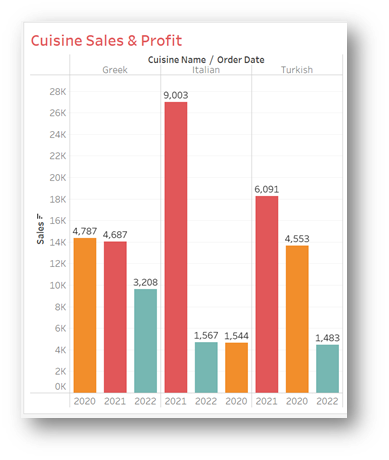 Cuisine Sales & Profit
Cuisine Name / Order Date
Greek Italian Turkish
Sales
28K
26K
24K
22K
20K
18K
16K
14K
12K
10K
8K
6K
4K
2K
0K
4,787 4,687 3,208 9,003 1,567 1,544 6,091 4,553 1,483
2020 2021 2022 2021 2022 2020 2021 2020 2022